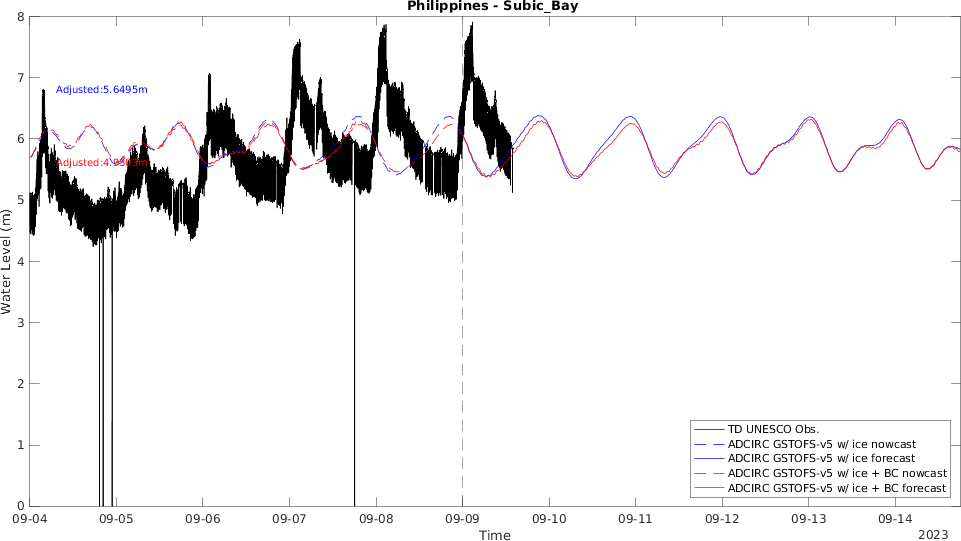 Philippines - Subic_Bay
8
7
6
5
4
3
2
1
0
Water Level (m)
Adjusted:5.6495m
TD UNESCO Obs.
ADCIRC GSTOFS-v5 w/ ice nowcast
ADCIRC GSTOFS-v5 w/ ice forecast
ADCIRC GSTOFS-v5 w/ ice + BC nowcast
ADCIRC GSTOFS-v5 w/ ice + BC forecast
09-04 09-05 09-06 09-07 09-08 09-09 09-10 09-11 09-12 09-13 09-14
Time
2023